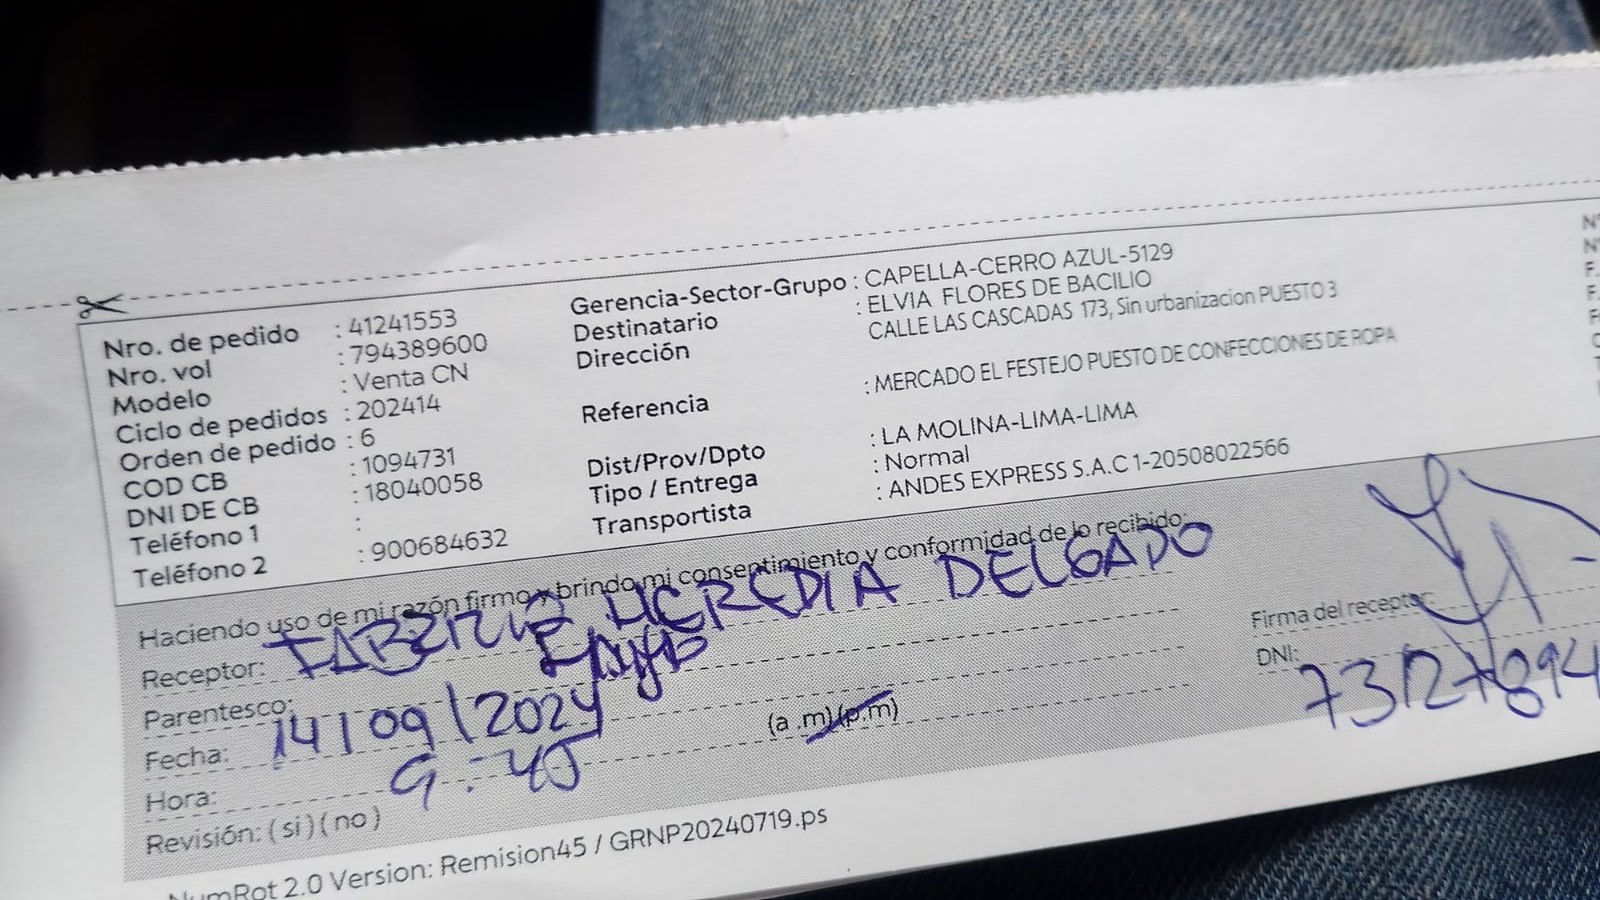 Nro. de pedido : 41241553
Nro. vol : 794389600
Modelo : Venta CN
Ciclo de pedidos : 202414
Orden de pedido : 6
COD CB : 1094731
DNI DE CB : 18040058
Teléfono 1 :
Teléfono 2 : 900684632
Gerencia-Sector-Grupo : CAPELLA-CERRO AZUL-5129
Destinatario : ELVIA FLORES DE BACILIO
Dirección CALLE LAS CASCADAS 173, Sin urbanizacion PUESTO 3
Referencia : MERCADO EL FESTEJO PUESTO DE CONFECCIONES DE ROPA
Dist/Prov/Dpto : LA MOLINA-LIMA-LIMA
Tipo / Entrega : Normal
Transportista : ANDES EXPRESS S.A.C 1-20508022566
Haciendo uso de mi razón firmo y brindo mi consentimiento y conformidad de lo recibido:
Receptor: HEREDIA DELGADO
Parentesco:
Fecha: 14/09/2024
Hora: 9:45 (a .m)(p.m)
Revisión: (si)(no)
Firma del receptor:
DNI: 73127894
NumRot 2.0 Version: Remision45 / GRNP20240719.ps